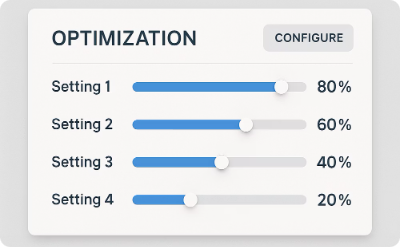 OPTIMIZATION
CONFIGURE
Setting 1 80%
Setting 2 60%
Setting 3 40%
Setting 4 20%